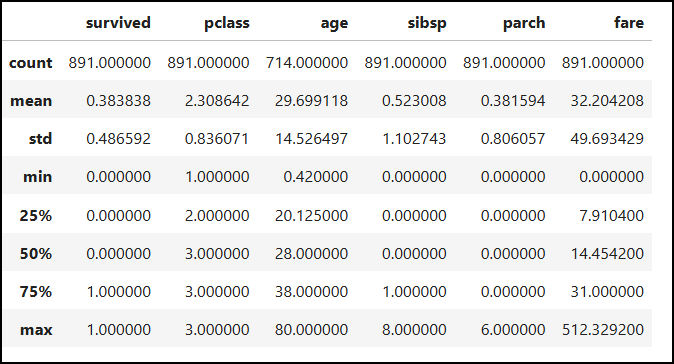 survived pclass age sibsp parch fare
count 891.000000 891.000000 714.000000 891.000000 891.000000 891.000000
mean 0.383838 2.308642 29.699118 0.523008 0.381594 32.204208
std 0.486592 0.836071 14.526497 1.102743 0.806057 49.693429
min 0.000000 1.000000 0.420000 0.000000 0.000000 0.000000
25% 0.000000 2.000000 20.125000 0.000000 0.000000 7.910400
50% 0.000000 3.000000 28.000000 0.000000 0.000000 14.454200
75% 1.000000 3.000000 38.000000 1.000000 0.000000 31.000000
max 1.000000 3.000000 80.000000 8.000000 6.000000 512.329200